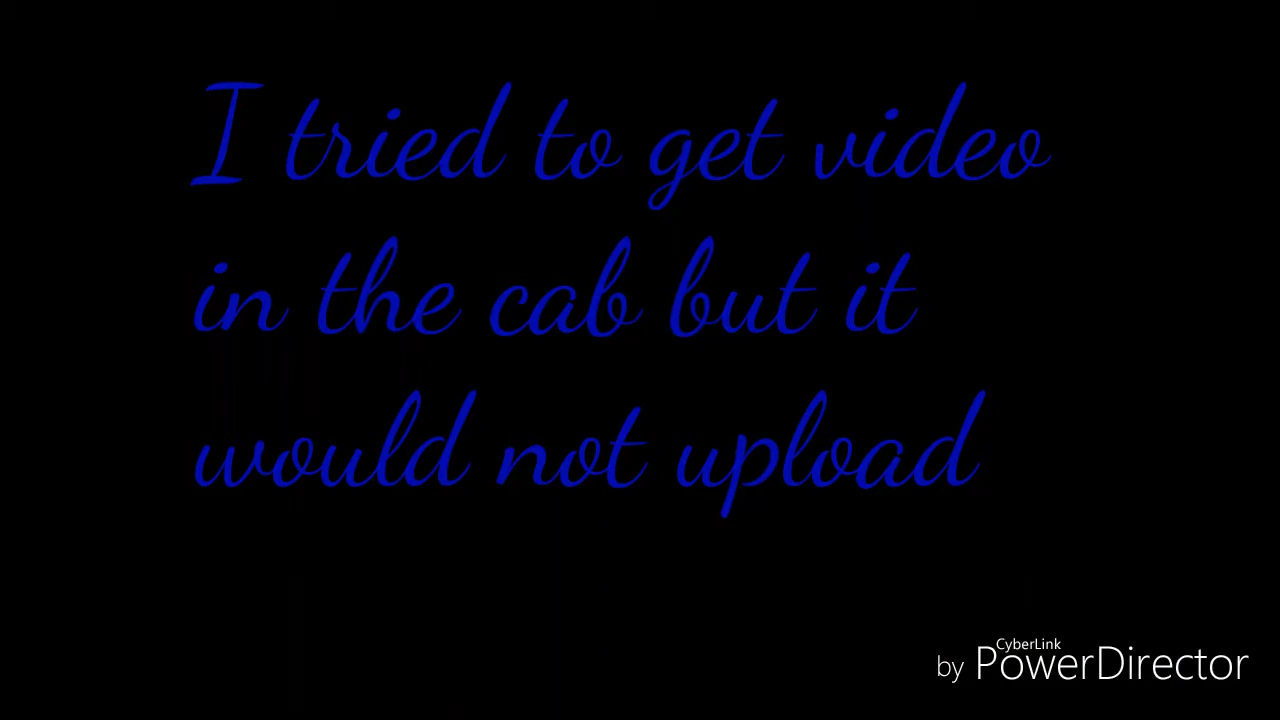 I tried to get video
in the cab but it
would not upload
CyberLink
by PowerDirector